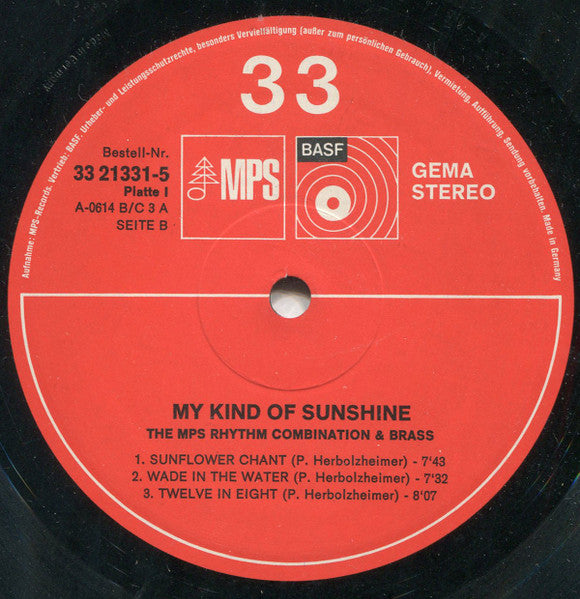 Aufnahme: MPS-Records. Vertrieb: BASF. Urheber- und Leistungsschutzrechte, besonders Vervielfältigung (außer zum persönlichen Gebrauch), Vermietung, Aufführung, Sendung vorbehalten. Made in Germany
33
Bestell-Nr.
33 21331-5
Platte I
A-0614 B/C 3 A
SEITE B
MPS
BASF
GEMA
STEREO
MY KIND OF SUNSHINE
THE MPS RHYTHM COMBINATION & BRASS
1. SUNFLOWER CHANT (P. Herbolzheimer) - 7'43
2. WADE IN THE WATER (P. Herbolzheimer) - 7'32
3. TWELVE IN EIGHT (P. Herbolzheimer) - 8'07